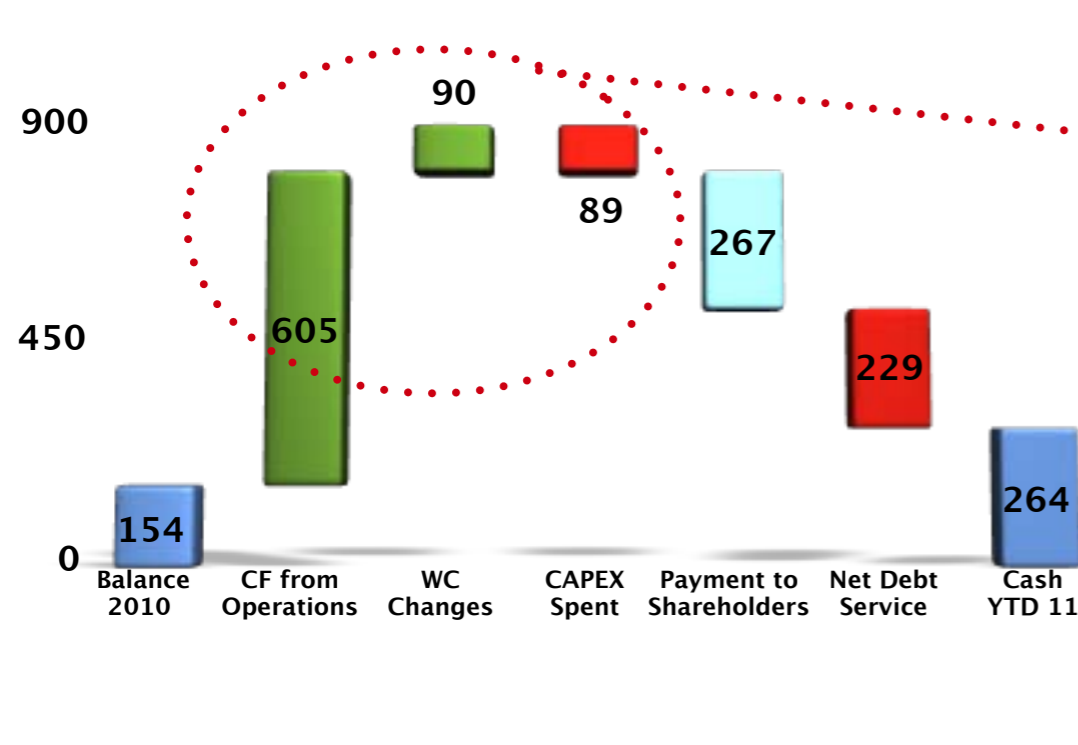 90
900
89
267
605
450
229
264
154
0
Balance 2010
CF from Operations
WC Changes
CAPEX Spent
Payment to Shareholders
Net Debt Service
Cash YTD 11